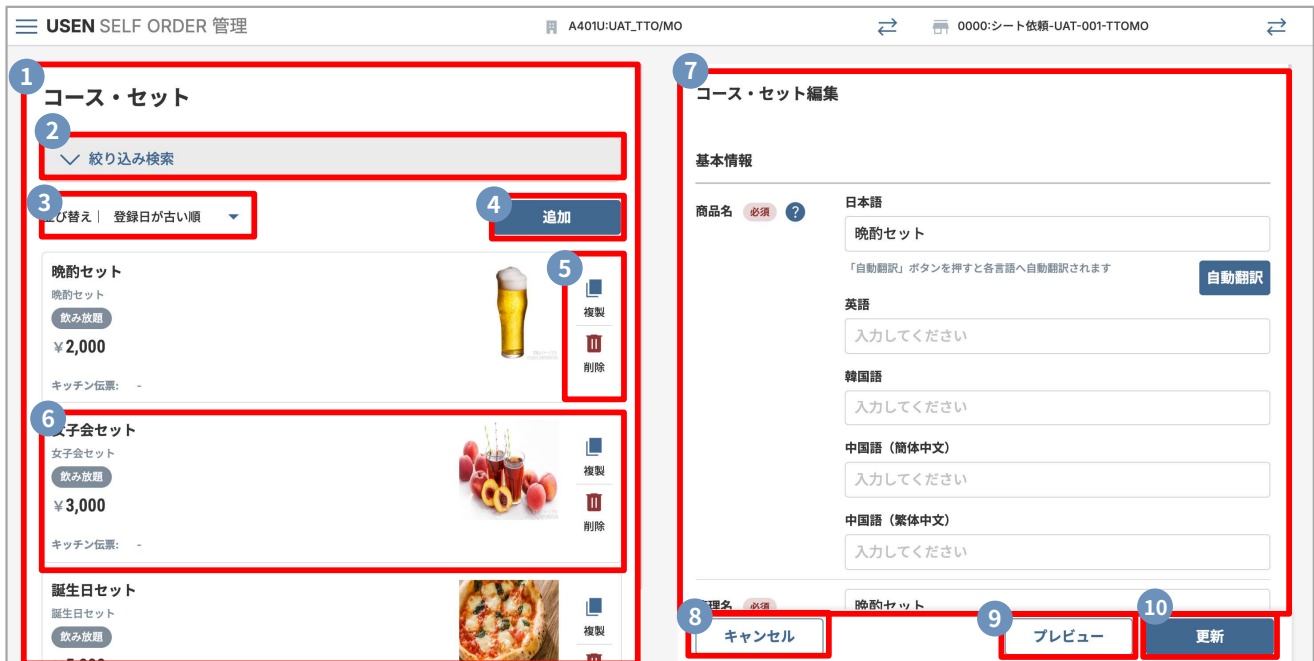 USEN SELF ORDER 管理
A401U:UAT_TTO/MO
0000:シート依頼-UAT-001-TTOMO
1
コース・セット
2
絞り込み検索
3
び替え｜ 登録日が古い順
4
追加
晩酌セット
晩酌セット
飲み放題
¥2,000
キッチン伝票: -
5
複製
削除
6
子会セット
女子会セット
飲み放題
¥3,000
キッチン伝票: -
複製
削除
誕生日セット
誕生日セット
飲み放題
複製
7
コース・セット編集
基本情報
商品名 必須 ?
日本語
晩酌セット
「自動翻訳」ボタンを押すと各言語へ自動翻訳されます
自動翻訳
英語
入力してください
韓国語
入力してください
中国語（簡体中文）
入力してください
中国語（繁体中文）
入力してください
理名 必須
晩酌セット
8
キャンセル
9
プレビュー
10
更新